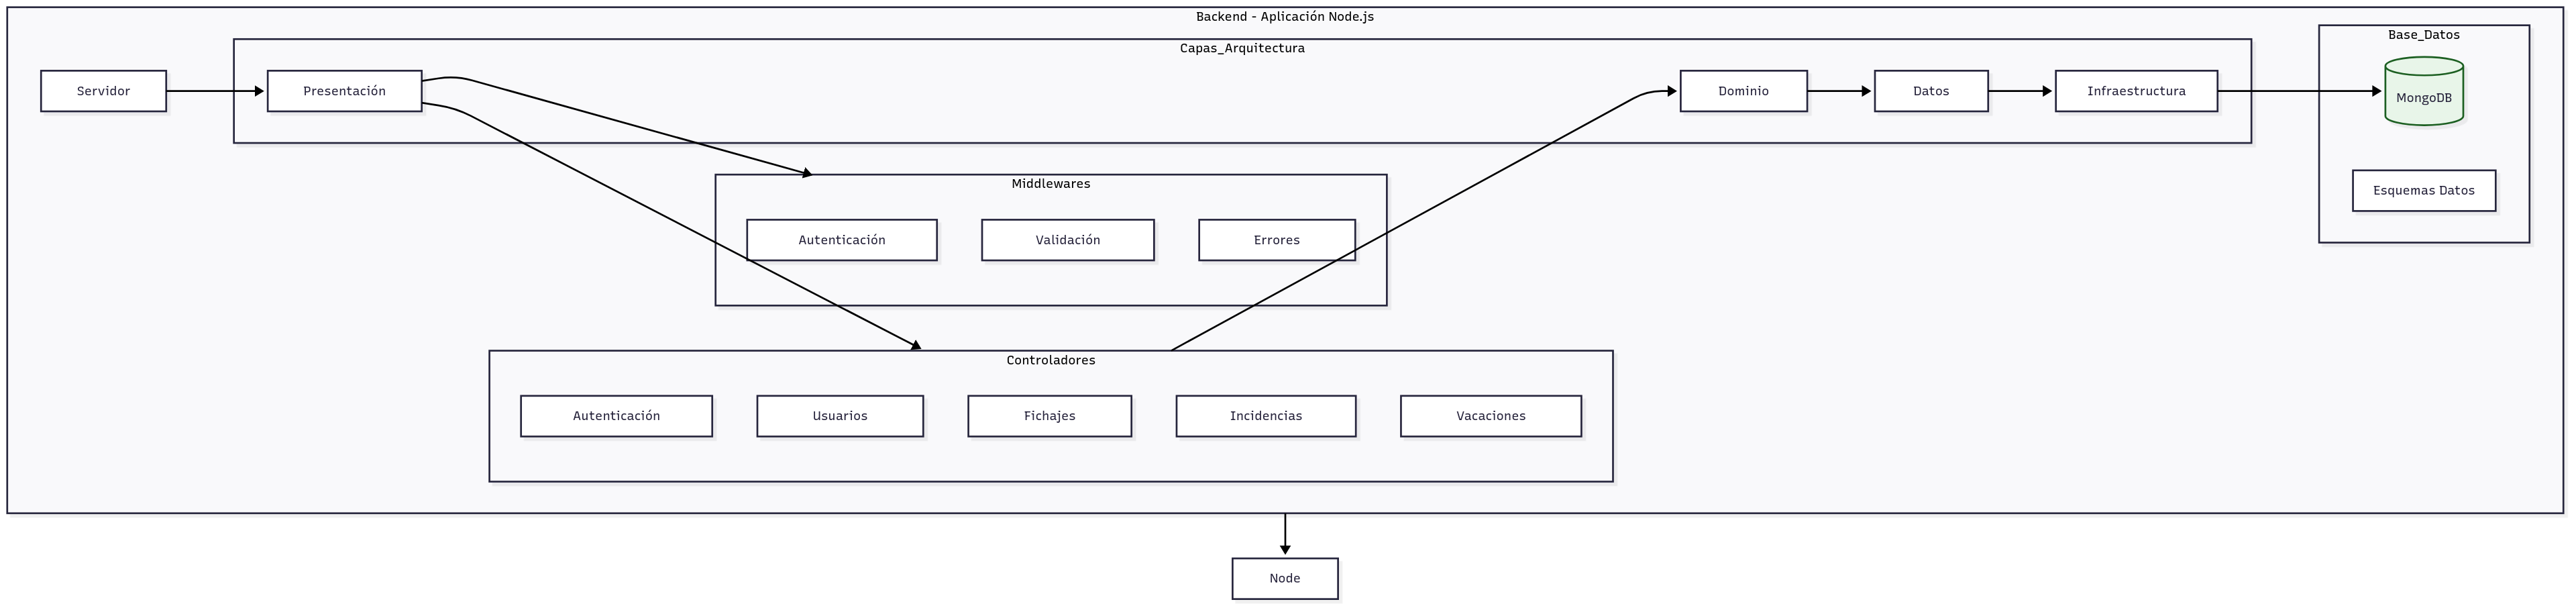 Backend - Aplicación Node.js
Capas_Arquitectura
Base_Datos
Servidor
Presentación
Dominio
Datos
Infraestructura
MongoDB
Esquemas Datos
Middlewares
Autenticación
Validación
Errores
Controladores
Autenticación
Usuarios
Fichajes
Incidencias
Vacaciones
Node